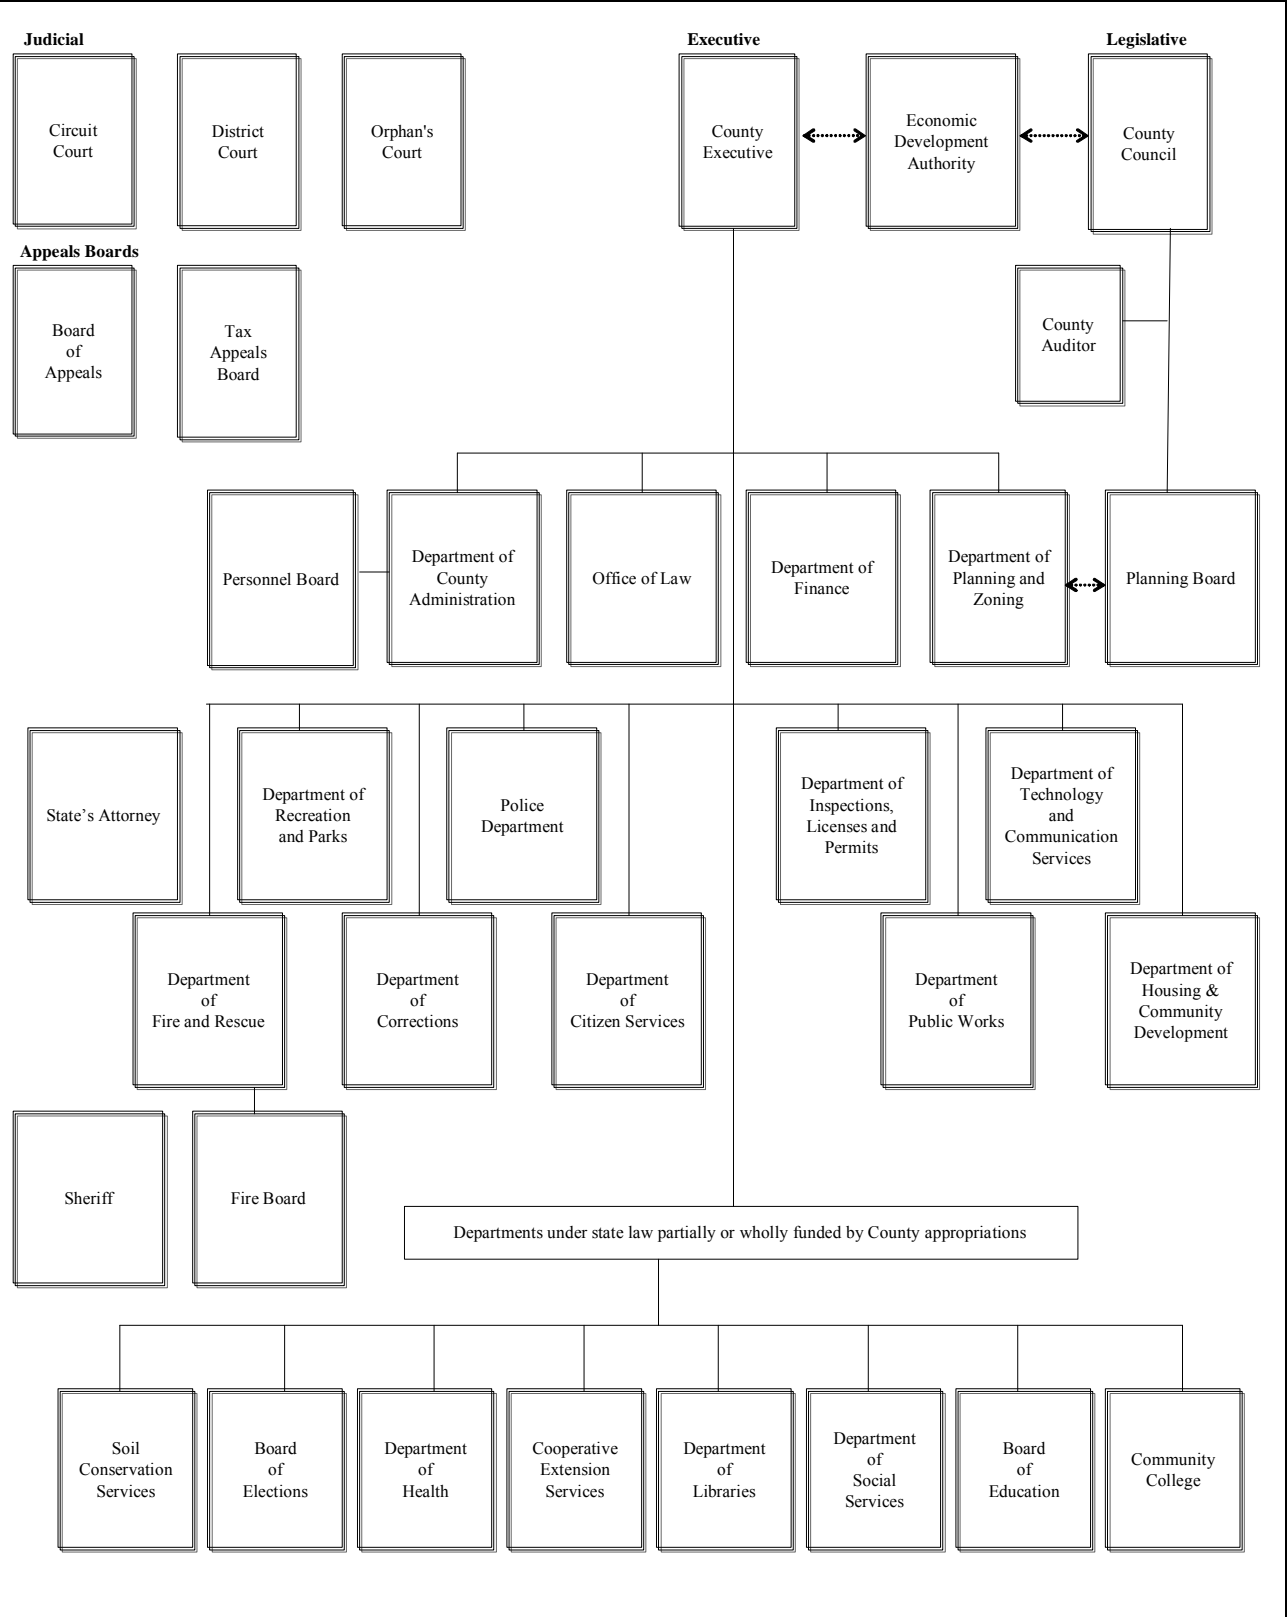 Judicial
Executive
Legislative
Circuit
Court
District
Court
Orphan's
Court
County
Executive
Economic
Development
Authority
County
Council
Appeals Boards
Board
of
Appeals
Tax
Appeals
Board
County
Auditor
Personnel Board
Department of
County
Administration
Office of Law
Department of
Finance
Department of
Planning and
Zoning
Planning Board
State’s Attorney
Department of
Recreation
and Parks
Police
Department
Department of
Inspections,
Licenses and
Permits
Department of
Technology
and
Communication
Services
Department
of
Fire and Rescue
Department
of
Corrections
Department
of
Citizen Services
Department
of
Public Works
Department of
Housing &
Community
Development
Sheriff
Fire Board
Departments under state law partially or wholly funded by County appropriations
Soil
Conservation
Services
Board
of
Elections
Department
of
Health
Cooperative
Extension
Services
Department
of
Libraries
Department
of
Social
Services
Board
of
Education
Community
College